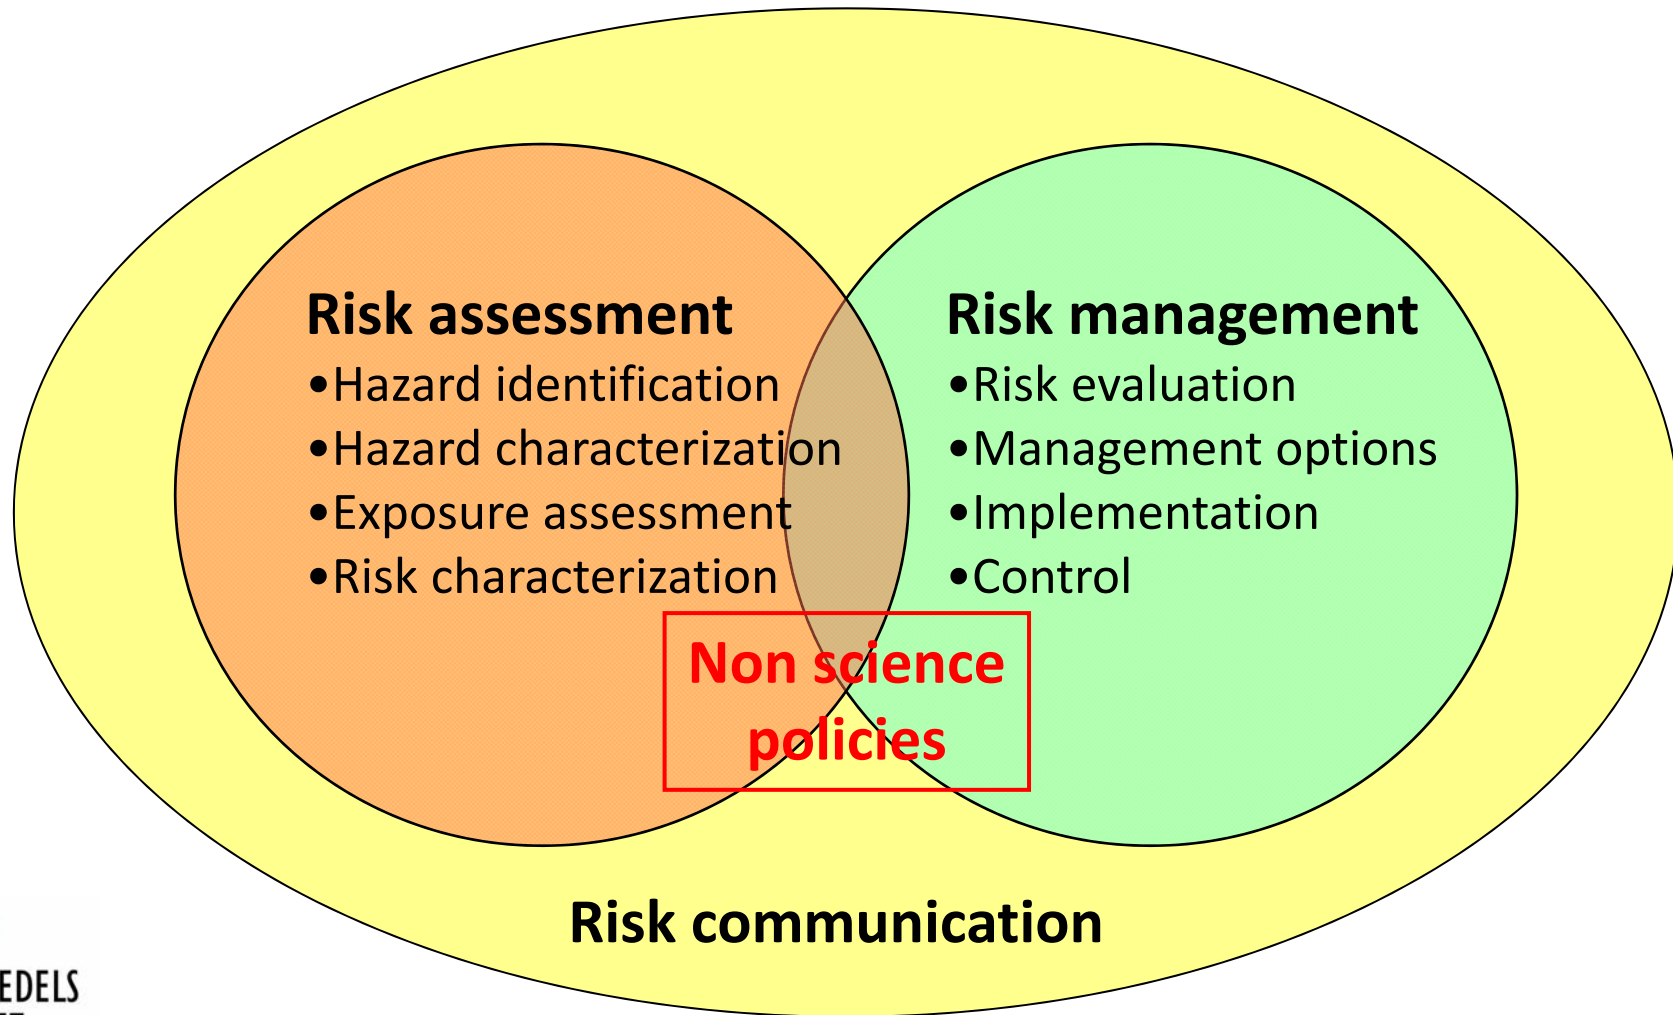 Risk assessment
•Hazard identification
•Hazard characterization
•Exposure assessment
•Risk characterization
Risk management
•Risk evaluation
•Management options
•Implementation
•Control
Non science
policies
Risk communication
EDELS